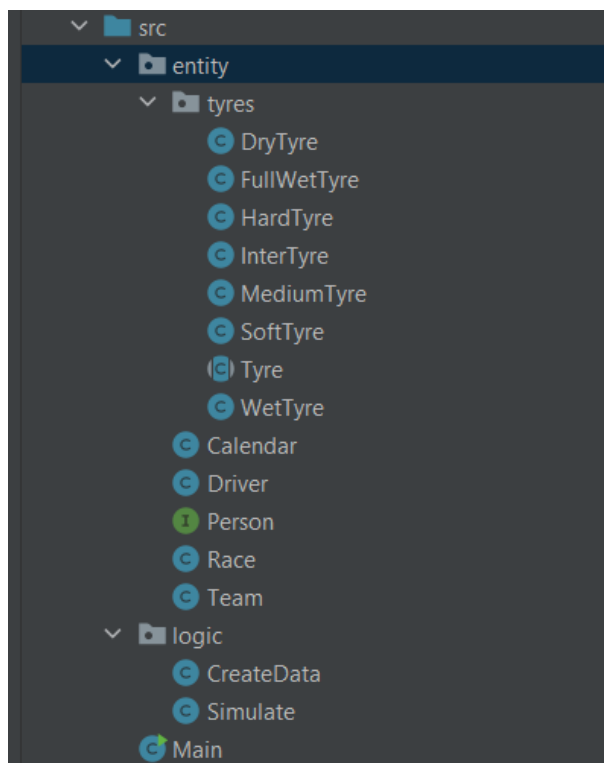 src
entity
tyres
DryTyre
FullWetTyre
HardTyre
InterTyre
MediumTyre
SoftTyre
Tyre
WetTyre
Calendar
Driver
Person
Race
Team
logic
CreateData
Simulate
Main